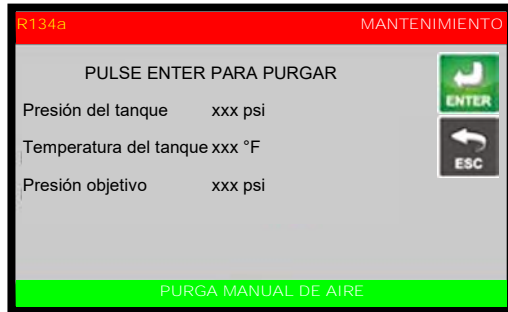 R134a MANTENIMIENTO
PULSE ENTER PARA PURGAR
ENTER
Presión del tanque xxx psi
Temperatura del tanque xxx °F
ESC
Presión objetivo xxx psi
PURGA MANUAL DE AIRE